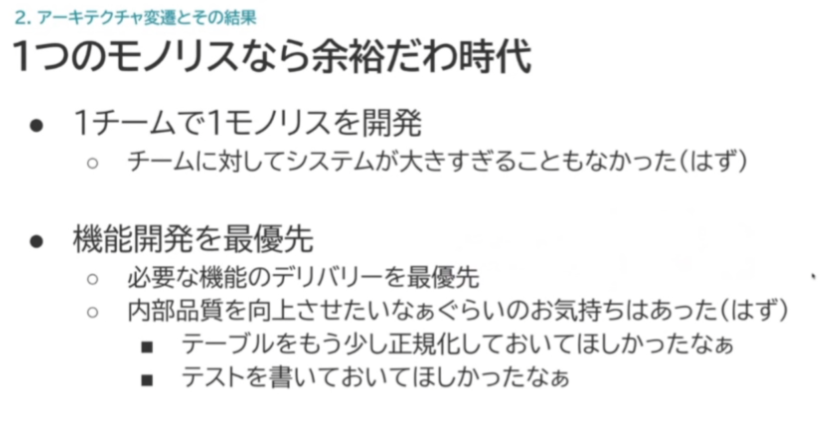 2. アーキテクチャ変遷とその結果
1つのモノリスなら余裕だわ時代
● 1チームで1モノリスを開発
○ チームに対してシステムが大きすぎることもなかった(はず)
● 機能開発を最優先
○ 必要な機能のデリバリーを最優先
○ 内部品質を向上させたいなぁぐらいのお気持ちはあった(はず)
■ テーブルをもう少し正規化しておいてほしかったなぁ
■ テストを書いておいてほしかったなぁ